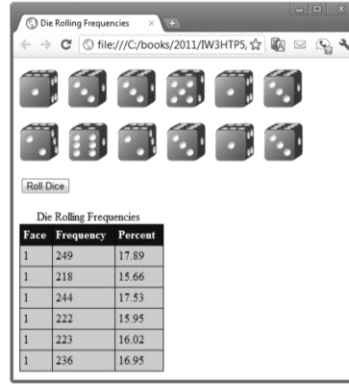 Die Rolling Frequencies
file:///C:/books/2011/IW3HTP5,
Roll Dice
Die Rolling Frequencies
Face Frequency Percent
1 249 17.89
1 218 15.66
1 244 17.53
1 222 15.95
1 223 16.02
1 236 16.95